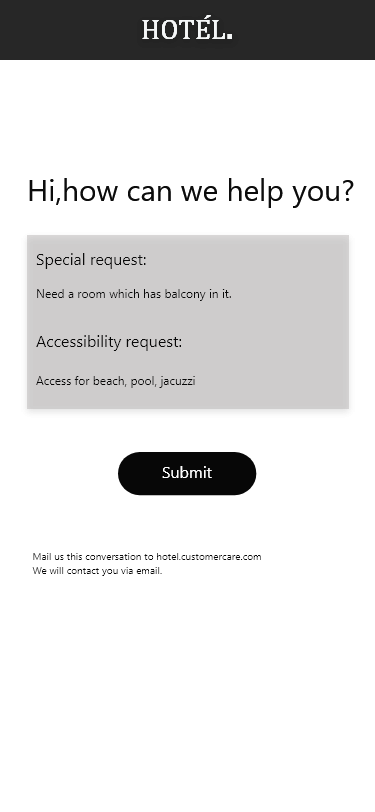 HOTÉL.
Hi,how can we help you?
Special request:
Need a room which has balcony in it.
Accessibility request:
Access for beach, pool, jacuzzi
Submit
Mail us this conversation to hotel.customercare.com
We will contact you via email.